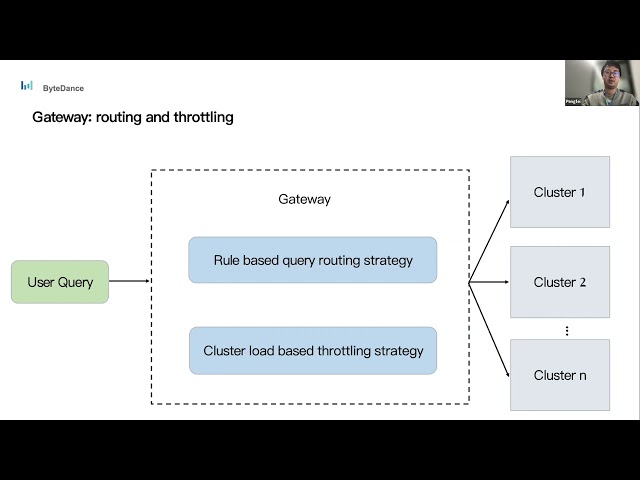 ByteDance
Gateway: routing and throttling
Gateway
Rule based query routing strategy
Cluster load based throttling strategy
User Query
Cluster 1
Cluster 2
Cluster n